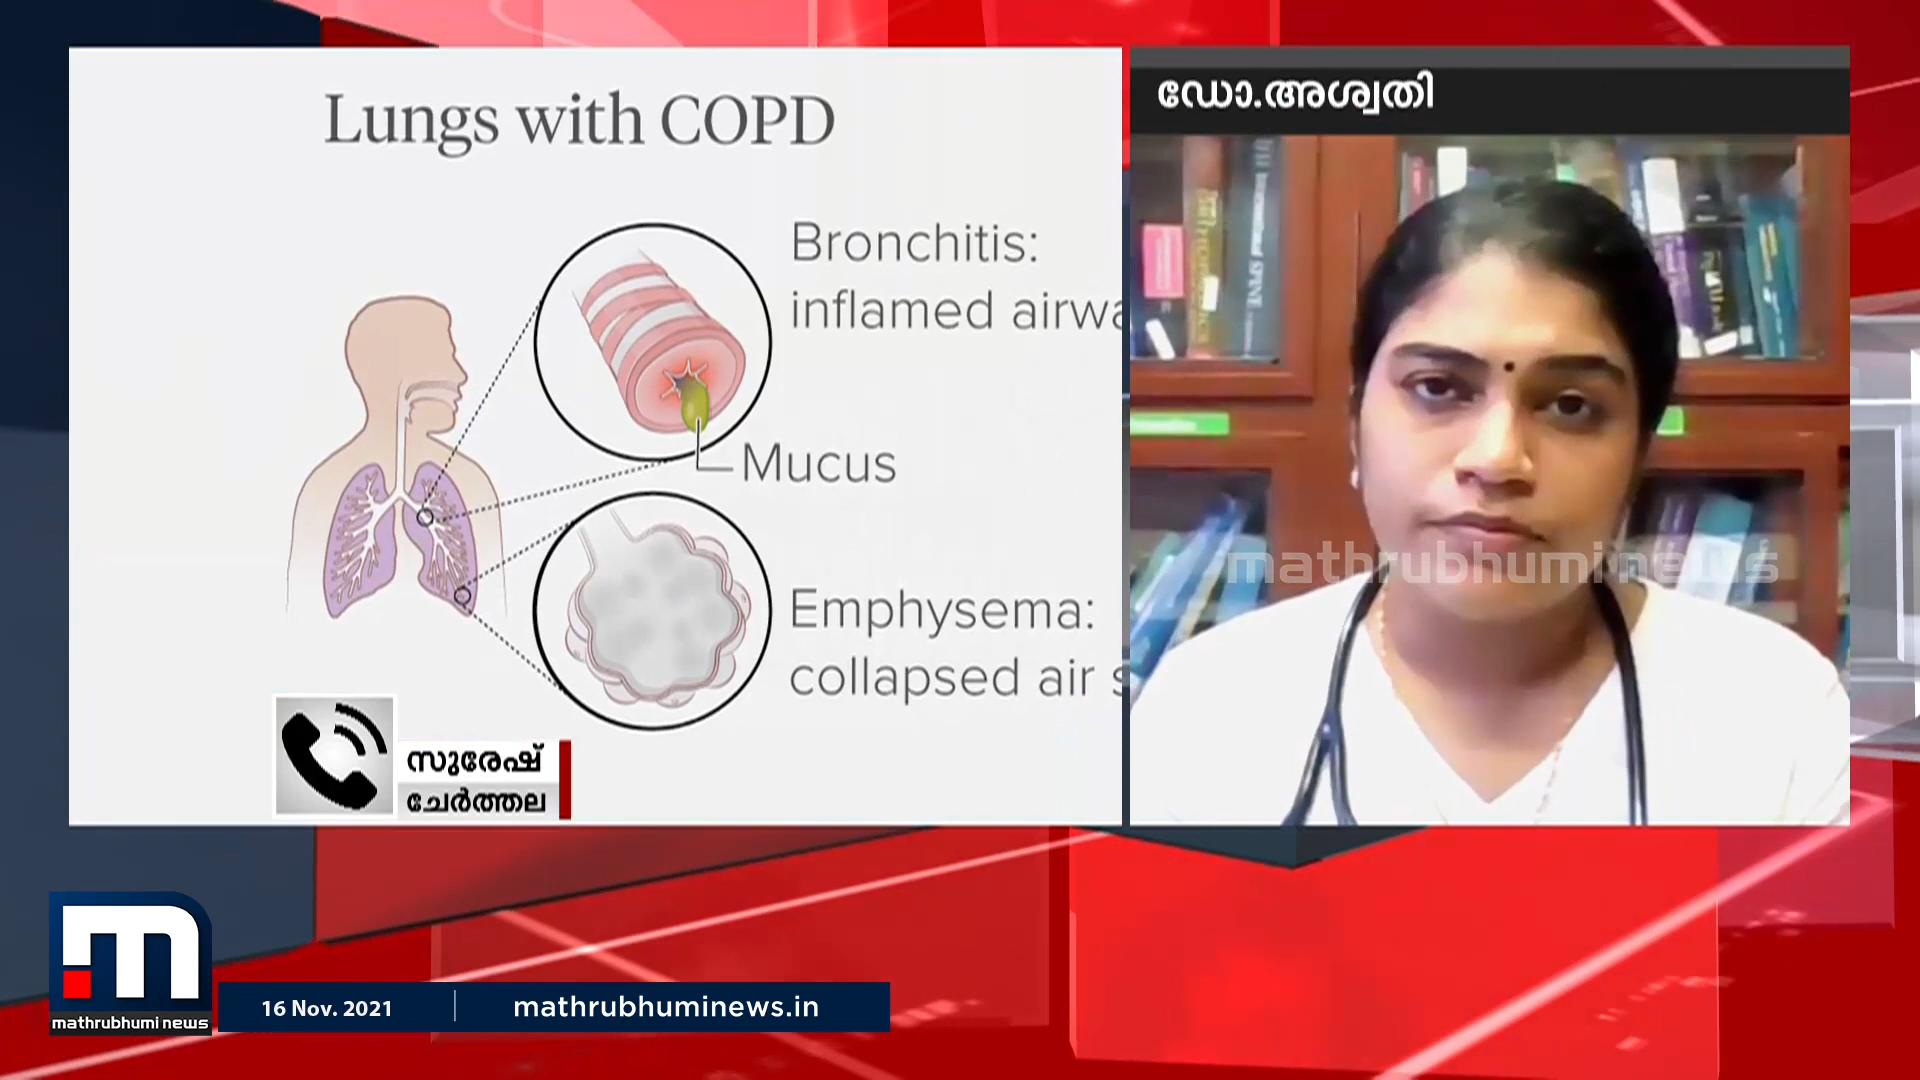 Lungs with COPD
Bronchitis:
inflamed airwa
Mucus
Emphysema:
collapsed air s
സുരേഷ്
ചേർത്തല
ഡോ.അശ്വതി
mathrubhuminews
mathrubhumi news
16 Nov. 2021
mathrubhuminews.in